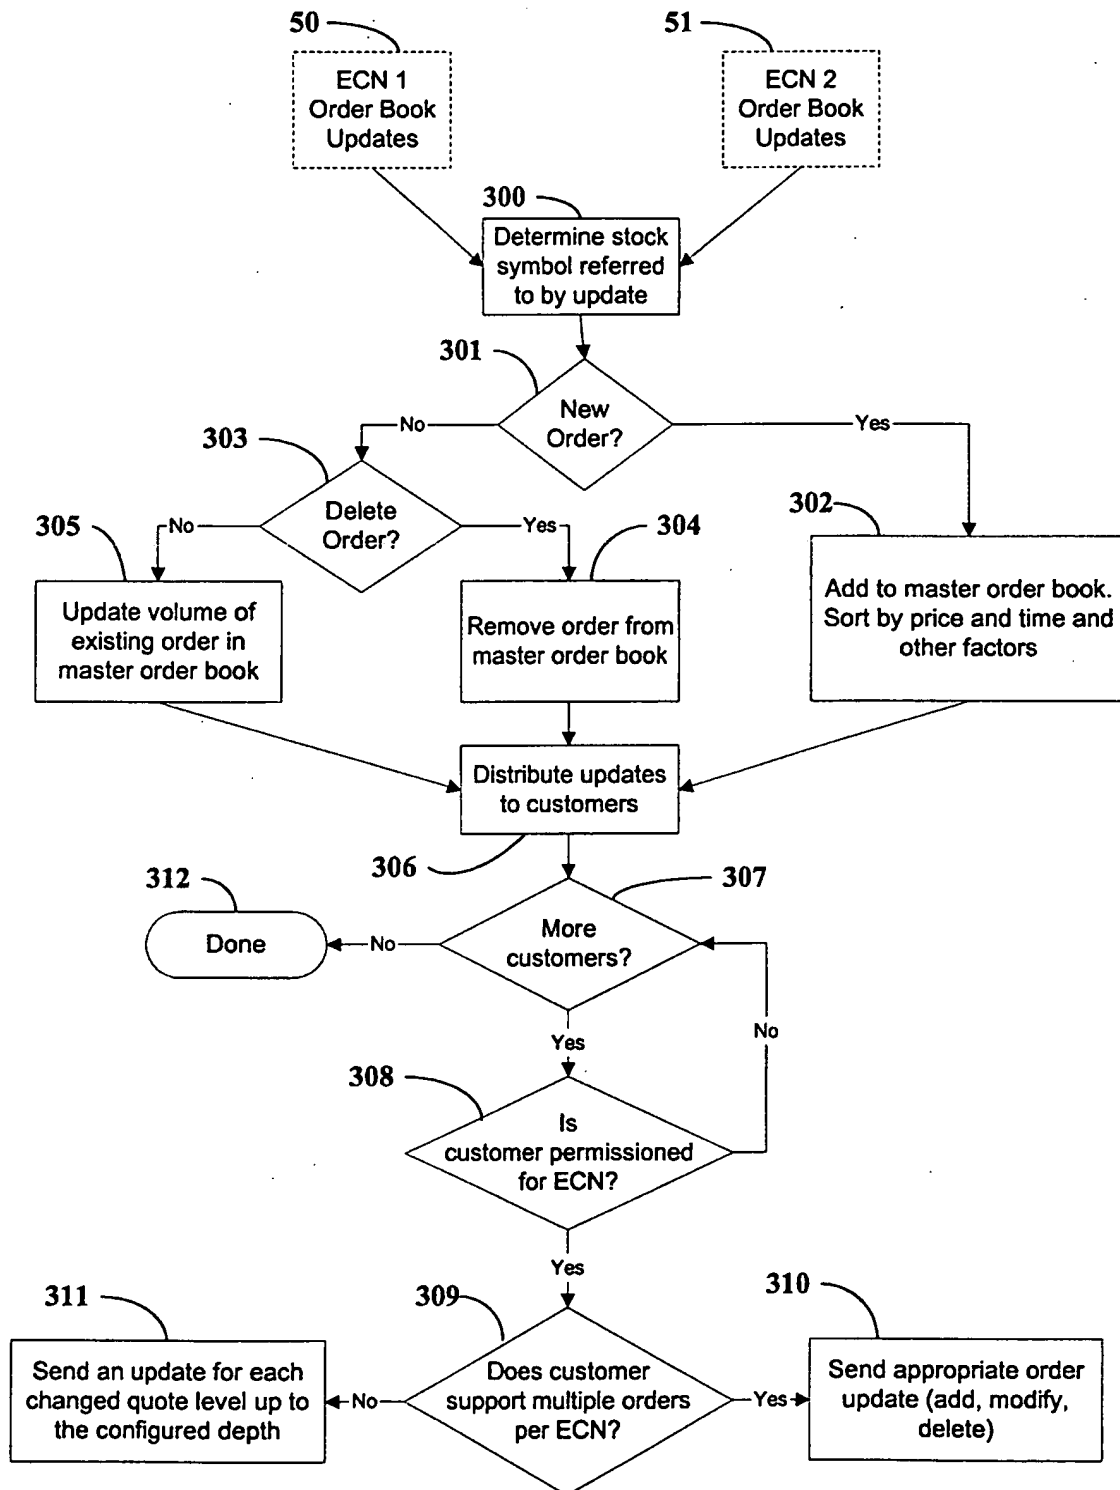 50
51
ECN 1
Order Book
Updates
ECN 2
Order Book
Updates
300
Determine stock
symbol referred
to by update
301
New
Order?
No
Yes
303
Delete
Order?
No
Yes
305
304
302
Update volume of
existing order in
master order book
Remove order from
master order book
Add to master order book.
Sort by price and time and
other factors
Distribute updates
to customers
306
307
312
Done
No
More
customers?
Yes
No
308
Is
customer permissioned
for ECN?
Yes
311
309
310
Send an update for each
changed quote level up to
the configured depth
No
Does customer
support multiple orders
per ECN?
Yes
Send appropriate order
update (add, modify,
delete)